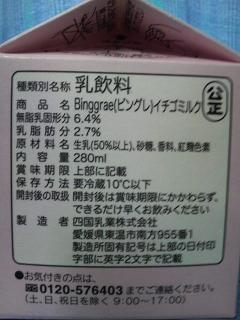 種類別名称 乳飲料
公正
商品名 Binggrae(ビングレ)イチゴミルク
無脂乳固形分 6.4%
乳脂肪分 2.7%
原材料名 生乳(50%以上)、砂糖、香料、紅麹色素
内容量 280ml
賞味期限 上部に記載
保存方法 要冷蔵10℃以下
開封後の取扱 開封後は賞味期限にかかわらず、
できるだけ早くお飲みください
製造者 四国乳業株式会社
愛媛県東温市南方955番1
製造所固有記号は上部の日付印
字部に英字2文字で記載
●お気付きの点は、
0120-576403までご連絡ください。
(土、日、祝日を除く 9:00〜17:00)